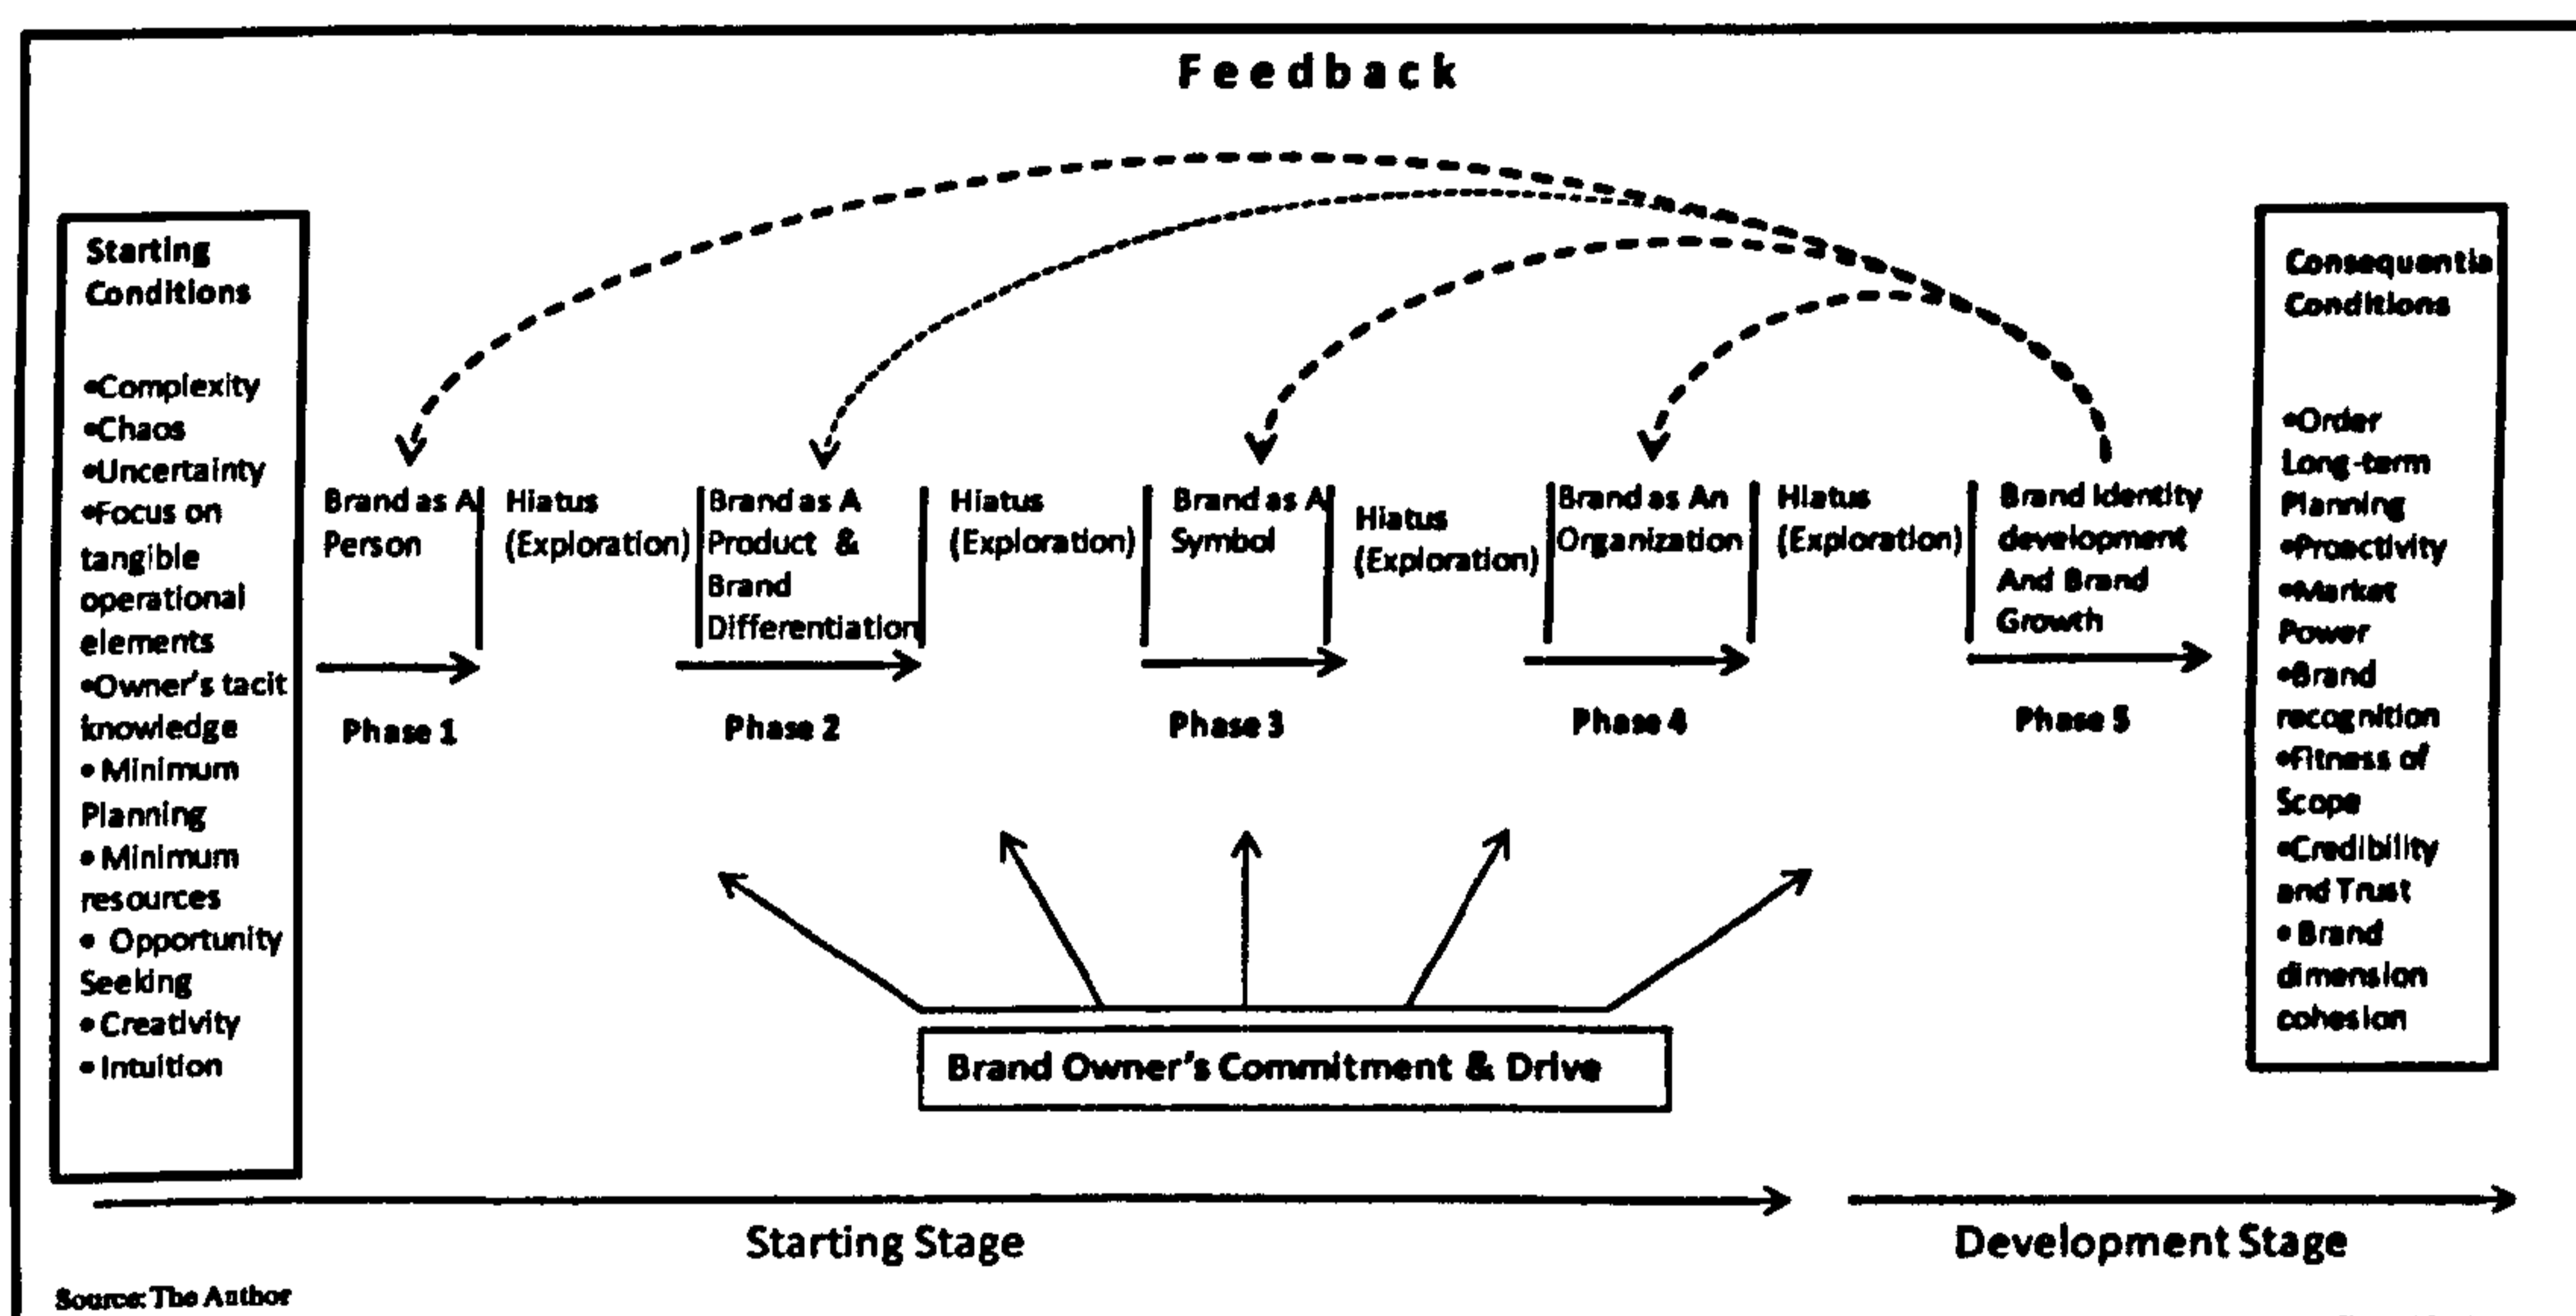 Feedback
Starting
Conditions
•Complexity
•Chaos
•Uncertainty
•Focus on
tangible
operational
elements
•Owner's tacit
knowledge
• Minimum
Planning
• Minimum
resources
• Opportunity
Seeking
• Creativity
• Intuition
Brand as A
Person
Phase 1
Hiatus
(Exploration)
Brand as A
Product &
Brand
Differentiation
Phase 2
Hiatus
(Exploration)
Brand as A
Symbol
Phase 3
Hiatus
(Exploration)
Brand as An
Organization
Phase 4
Hiatus
(Exploration)
Brand Identity
development
And Brand
Growth
Phase 5
Consequentia
Conditions
•Order
Long-term
Planning
•Proactivity
•Market
Power
•Brand
recognition
•Fitness of
Scope
•Credibility
and Trust
• Brand
dimension
cohesion
Brand Owner's Commitment & Drive
Starting Stage
Development Stage
Source: The Author